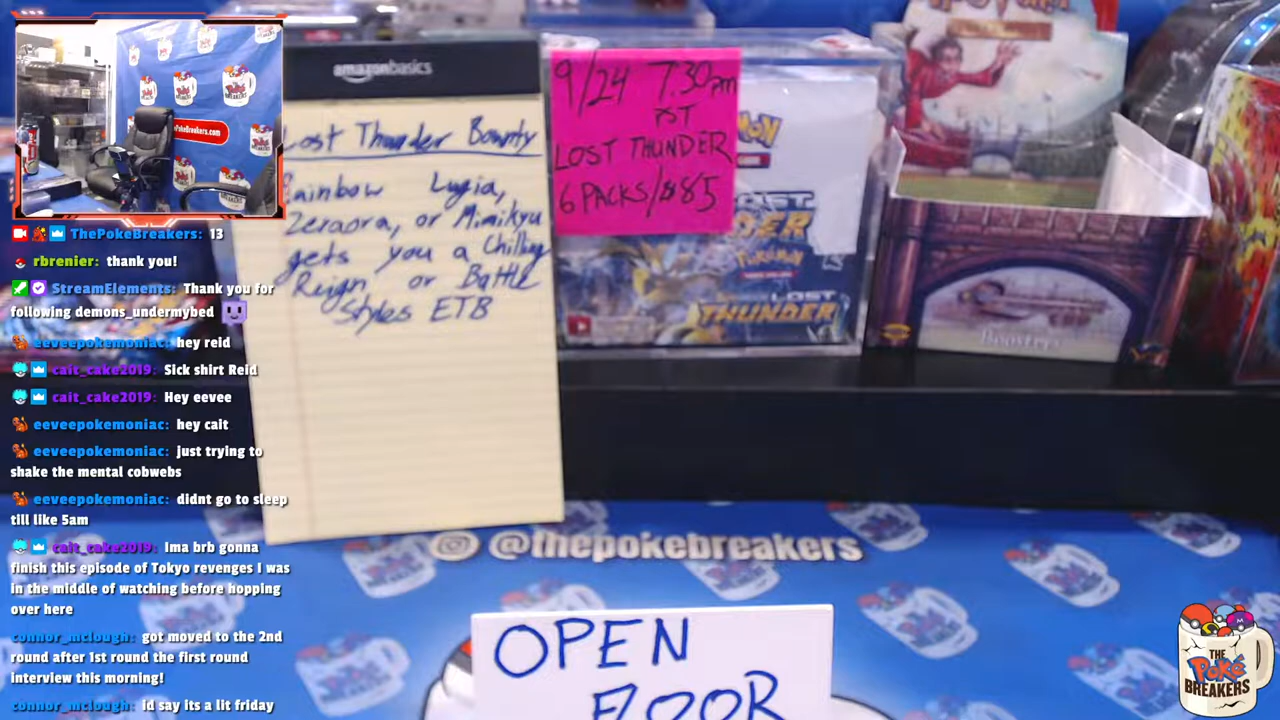 amazonbasics
Lost Thunder Bounty
Rainbow Lugia,
Zeraora, or Mimikyu
gets you a Chilling
Reign, or Battle
Styles ETB
9/24 7:30pm
PST
LOST THUNDER
6 PACKS/$85
LOST
THUNDER
POKÉMON
LOST
THUNDER
Boosters
PokeBreakers.com
ThePokeBreakers: 13
rbrenier: thank you!
StreamElements: Thank you for
following demons_undermybed
eeveepokemoniac: hey reid
cait_cake2019: Sick shirt Reid
cait_cake2019: Hey eevee
eeveepokemoniac: hey cait
eeveepokemoniac: just trying to
shake the mental cobwebs
eeveepokemoniac: didnt go to sleep
till like 5am
cait_cake2019: Ima brb gonna
finish this episode of Tokyo revenges I was
in the middle of watching before hopping
over here
connor_mclough: got moved to the 2nd
round after 1st round the first round
interview this morning!
connor_mclough: id say its a lit friday
@thepokebreakers
OPEN
FLOOR
THE
Poké
BREAKERS